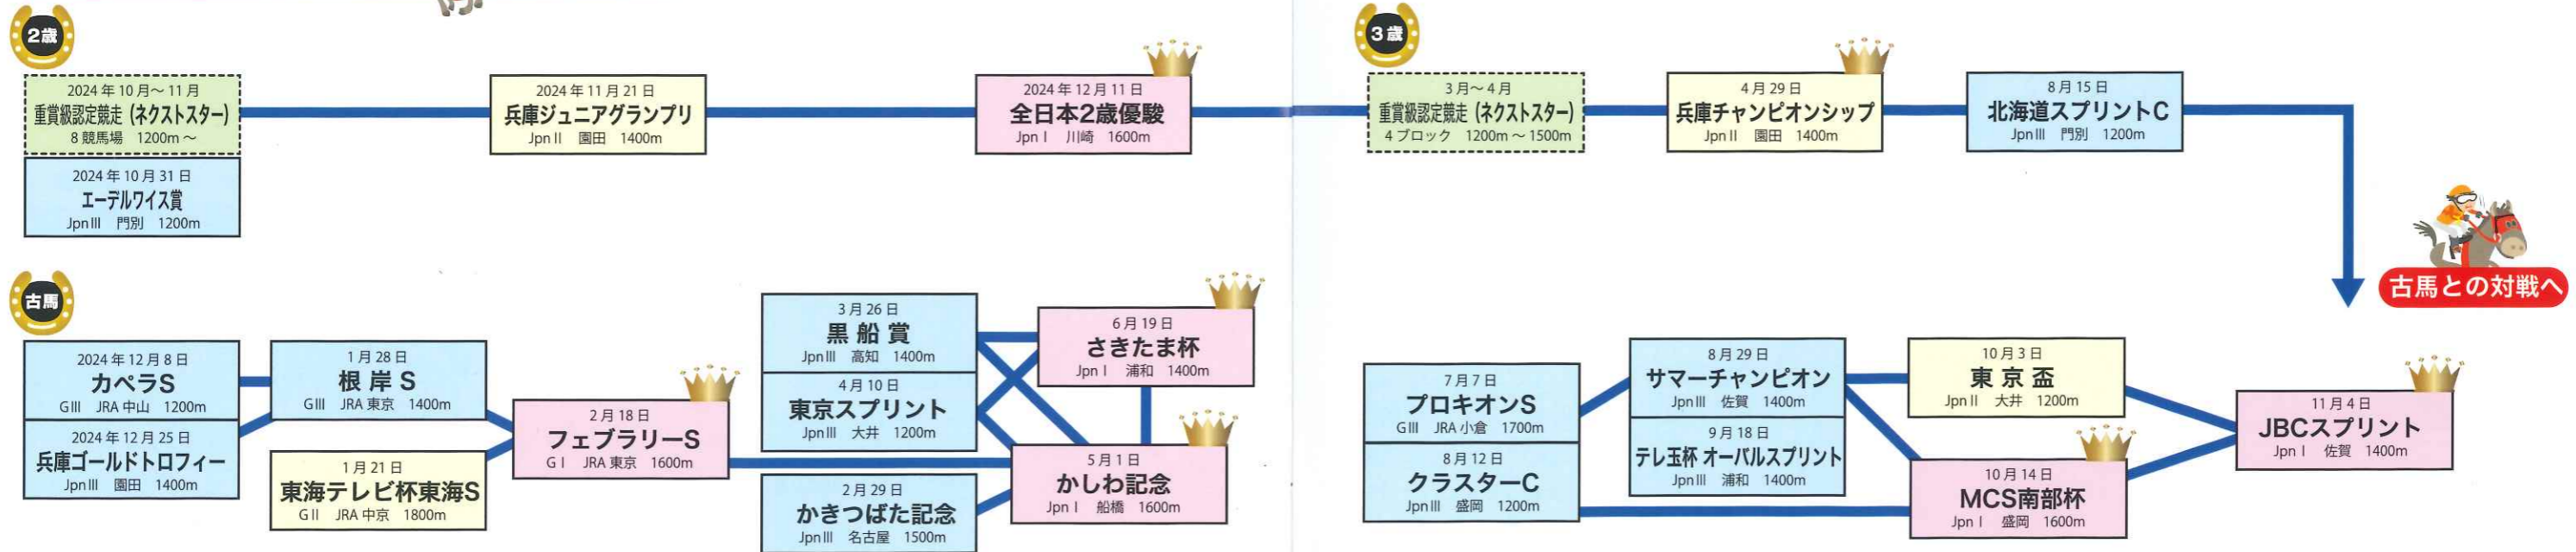 2歳
2024年10月〜11月
重賞級認定競走（ネクストスター）
8競馬場　1200m〜
2024年10月31日
エーデルワイス賞
JpnⅢ　門別　1200m
2024年11月21日
兵庫ジュニアグランプリ
JpnⅡ　園田　1400m
2024年12月11日
全日本2歳優駿
JpnⅠ　川崎　1600m
3歳
3月〜4月
重賞級認定競走（ネクストスター）
4ブロック　1200m〜1500m
4月29日
兵庫チャンピオンシップ
JpnⅡ　園田　1400m
8月15日
北海道スプリントC
JpnⅢ　門別　1200m
古馬との対戦へ
古馬
2024年12月8日
カペラS
GⅢ　JRA中山　1200m
2024年12月25日
兵庫ゴールドトロフィー
JpnⅢ　園田　1400m
1月28日
根岸S
GⅢ　JRA東京　1400m
1月21日
東海テレビ杯東海S
GⅡ　JRA中京　1800m
2月18日
フェブラリーS
GⅠ　JRA東京　1600m
3月26日
黒船賞
JpnⅢ　高知　1400m
4月10日
東京スプリント
JpnⅢ　大井　1200m
2月29日
かきつばた記念
JpnⅢ　名古屋　1500m
6月19日
さきたま杯
JpnⅠ　浦和　1400m
5月1日
かしわ記念
JpnⅠ　船橋　1600m
7月7日
プロキオンS
GⅢ　JRA小倉　1700m
8月12日
クラスターC
JpnⅢ　盛岡　1200m
8月29日
サマーチャンピオン
JpnⅢ　佐賀　1400m
9月18日
テレ玉杯 オーバルスプリント
JpnⅢ　浦和　1400m
10月3日
東京盃
JpnⅡ　大井　1200m
10月14日
MCS南部杯
JpnⅠ　盛岡　1600m
11月4日
JBCスプリント
JpnⅠ　佐賀　1400m